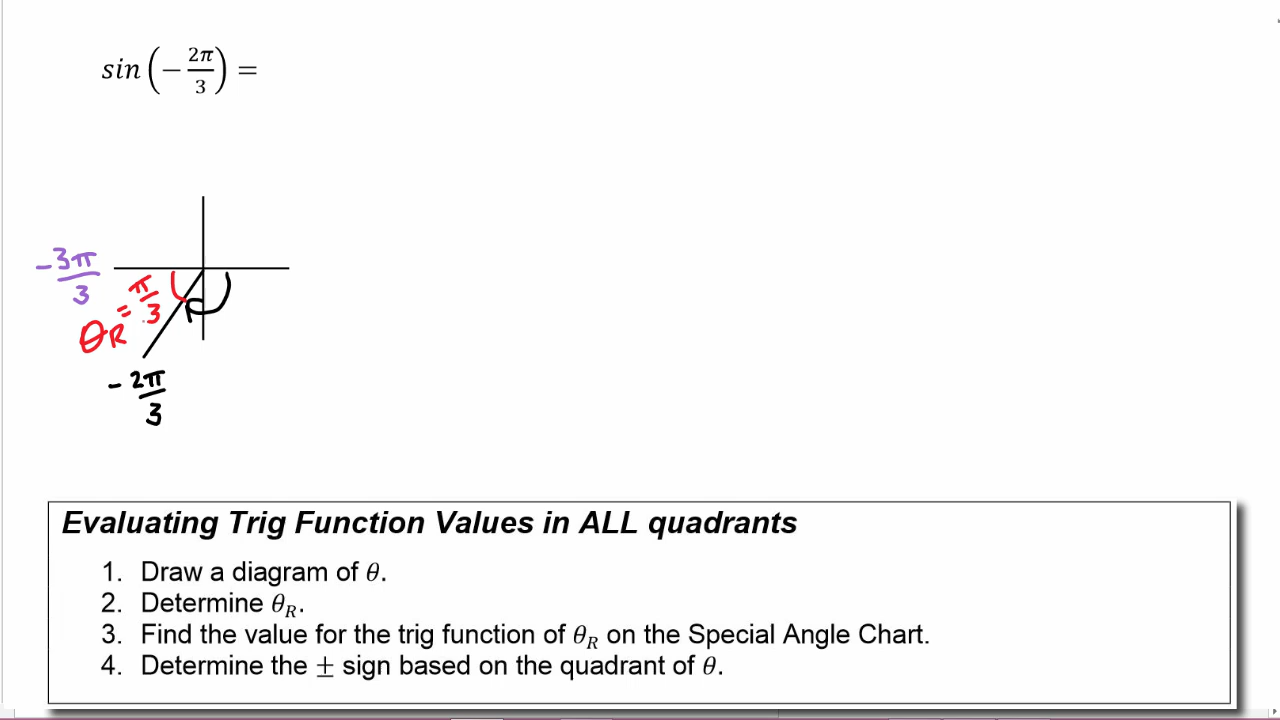 sin(−2π/3) =
−3π/3
θR = π/3
−2π/3
Evaluating Trig Function Values in ALL quadrants
1. Draw a diagram of θ.
2. Determine θR.
3. Find the value for the trig function of θR on the Special Angle Chart.
4. Determine the ± sign based on the quadrant of θ.